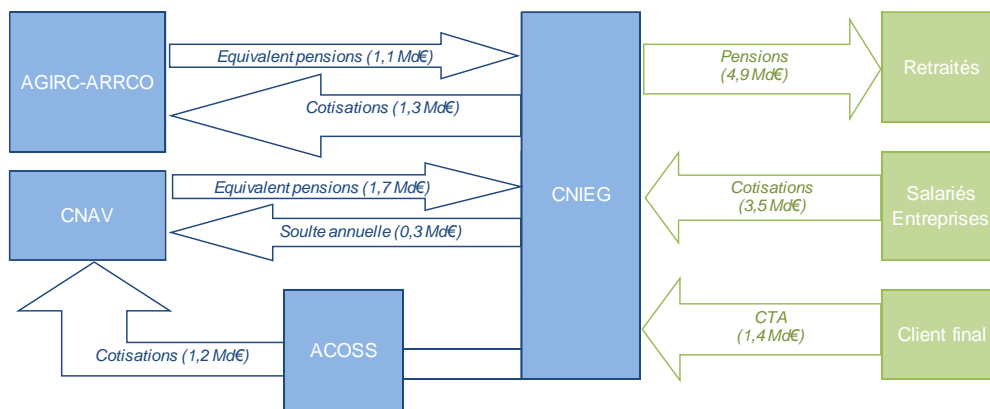 Equivalent pensions (1,1 Md€)
AGIRC-ARRCO
Cotisations (1,3 Md€)
Pensions
(4,9 Md€)
Retraités
Equivalent pensions (1,7 Md€)
CNAV
Soulte annuelle (0,3 Md€)
CNIEG
Cotisations
(3,5 Md€)
Salariés
Entreprises
Cotisations (1,2 Md€)
ACOSS
CTA
(1,4 Md€)
Client final